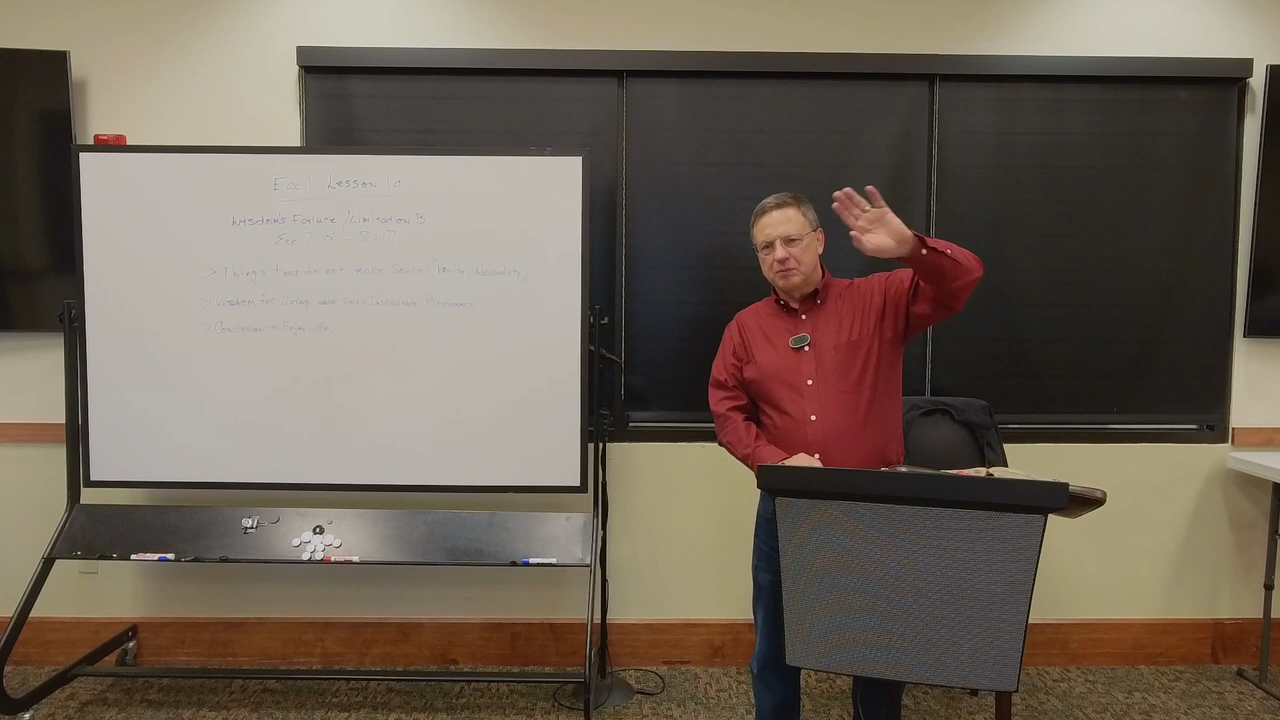 Eccl Lesson 10
Wisdom's Failure / Limitation B
Ecc 7:15 - 8:17
> Things that do not make sense (Vanity/Absurdity)
> Wisdom for living under God's Inscrutable
> Conclusion → Enjoy Life